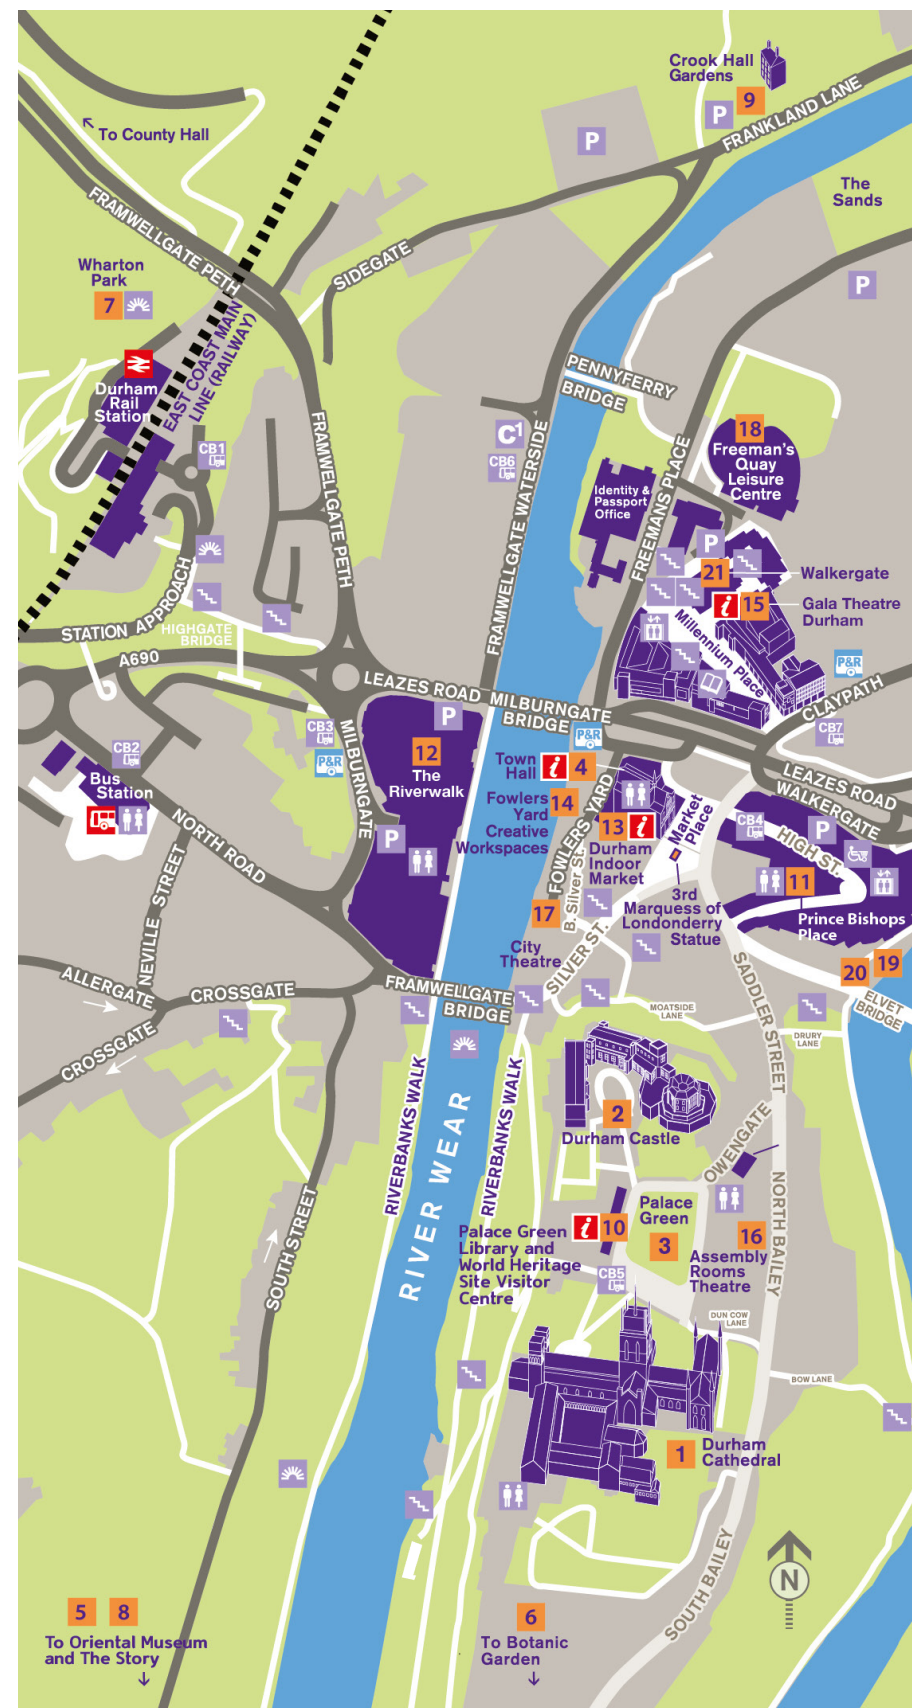 Crook Hall
Gardens
9
P
FRANKLAND LANE
P
To County Hall
The
Sands
FRAMWELLGATE PETH
SIDEGATE
Wharton
Park
7
P
EAST COAST MAIN
LINE (RAILWAY)
Durham
Rail
Station
PENNYFERRY
BRIDGE
FRAMWELLGATE PETH
C1
CB1
CB6
FRAMWELLGATE WATERSIDE
18
Freeman's
Quay
Leisure
Centre
Identity &
Passport
Office
FREEMANS PLACE
P
21
Walkergate
i
15
Gala Theatre
Durham
STATION APPROACH
HIGHGATE
BRIDGE
Millennium Place
A690
P&R
LEAZES ROAD
MILBURNGATE
BRIDGE
CLAYPATH
CB7
P
CB3
P&R
MILBURNGATE
12
The
Riverwalk
P
P&R
Town
Hall
i
4
CB2
Bus
Station
LEAZES ROAD
WALKERGATE
Fowlers
Yard
Creative
Workspaces
14
FOWLERS YARD
13
i
Durham
Indoor
Market
Market
Place
CB4
P
HIGH ST.
NORTH ROAD
NEVILLE STREET
B. Silver St.
17
City
Theatre
SILVER ST.
3rd
Marquess of
Londonderry
Statue
11
Prince Bishops
Place
20
19
ELVET
BRIDGE
ALLERGATE
CROSSGATE
CROSSGATE
FRAMWELLGATE
BRIDGE
MOATSIDE
LANE
SADDLER STREET
DRURY
LANE
RIVERBANKS WALK
RIVER WEAR
RIVERBANKS WALK
2
Durham Castle
OWENGATE
SOUTH STREET
Palace
Green
3
NORTH BAILEY
i
10
Palace Green
Library and
World Heritage
Site Visitor
Centre
16
Assembly
Rooms
Theatre
CB5
DUN COW
LANE
BOW LANE
1
Durham
Cathedral
SOUTH BAILEY
N
5
8
To Oriental Museum
and The Story
6
To Botanic
Garden